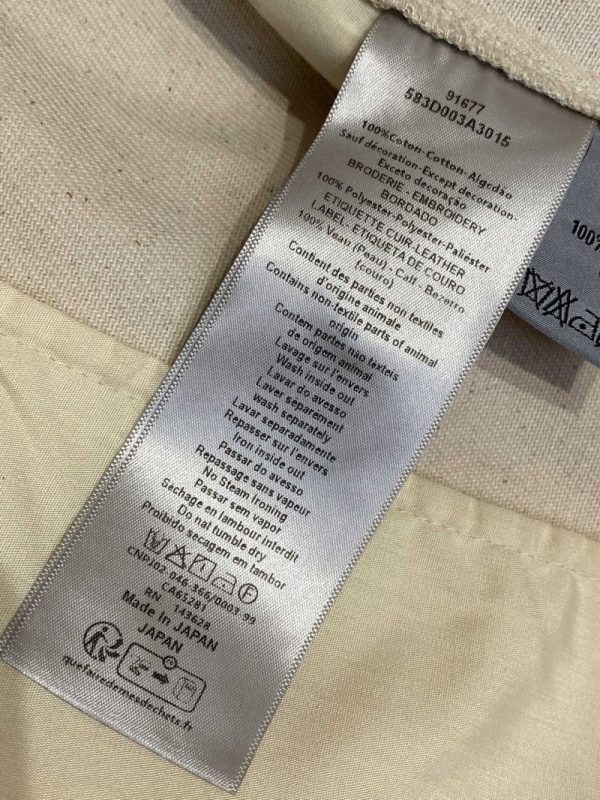 91677
583D003A3015
100%Coton-Cotton-Algodão
Sauf décoration-Except decoration-
Exceto decoração
BRODERIE - EMBROIDERY
BORDADO
100% Polyester-Polyester-Paliéster
ETIQUETTE CUIR-LEATHER
LABEL- ETIQUETA DE COURO
100% Veau (Peau) - Calf - Bezerro
(couro)
Contient des parties non textiles
d'origine animale
Contains non-textile parts of animal
origin
Contem partes não texteis
de origem animal
Lavage sur l'envers
Wash inside out
Lavar do avesso
Laver séparément
wash separately
Lavar separadamente
Repasser sur l'envers
Iron inside out
Passar do avesso
Repassage sans vapeur
No Steam Ironing
Passar sem vapor
Séchage en tambour interdit
Do not tumble dry
Proibido secagem em tambor
CNPJ02-046-366/0003-99
CA65281
RN 143628
Made In JAPAN
JAPAN
quefairedemesdechets.fr
100%